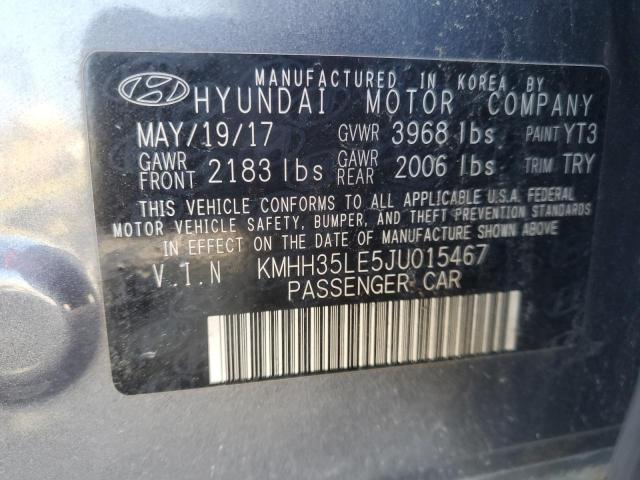 MANUFACTURED IN KOREA BY
HYUNDAI MOTOR COMPANY
MAY/19/17 GVWR 3968 lbs PAINT YT3
GAWR FRONT 2183 lbs GAWR REAR 2006 lbs TRIM TRY
THIS VEHICLE CONFORMS TO ALL APPLICABLE U.S.A. FEDERAL
MOTOR VEHICLE SAFETY, BUMPER, AND THEFT PREVENTION STANDARDS
IN EFFECT ON THE DATE OF MANUFACTURE SHOWN ABOVE.
V.I.N KMHH35LE5JU015467
PASSENGER CAR